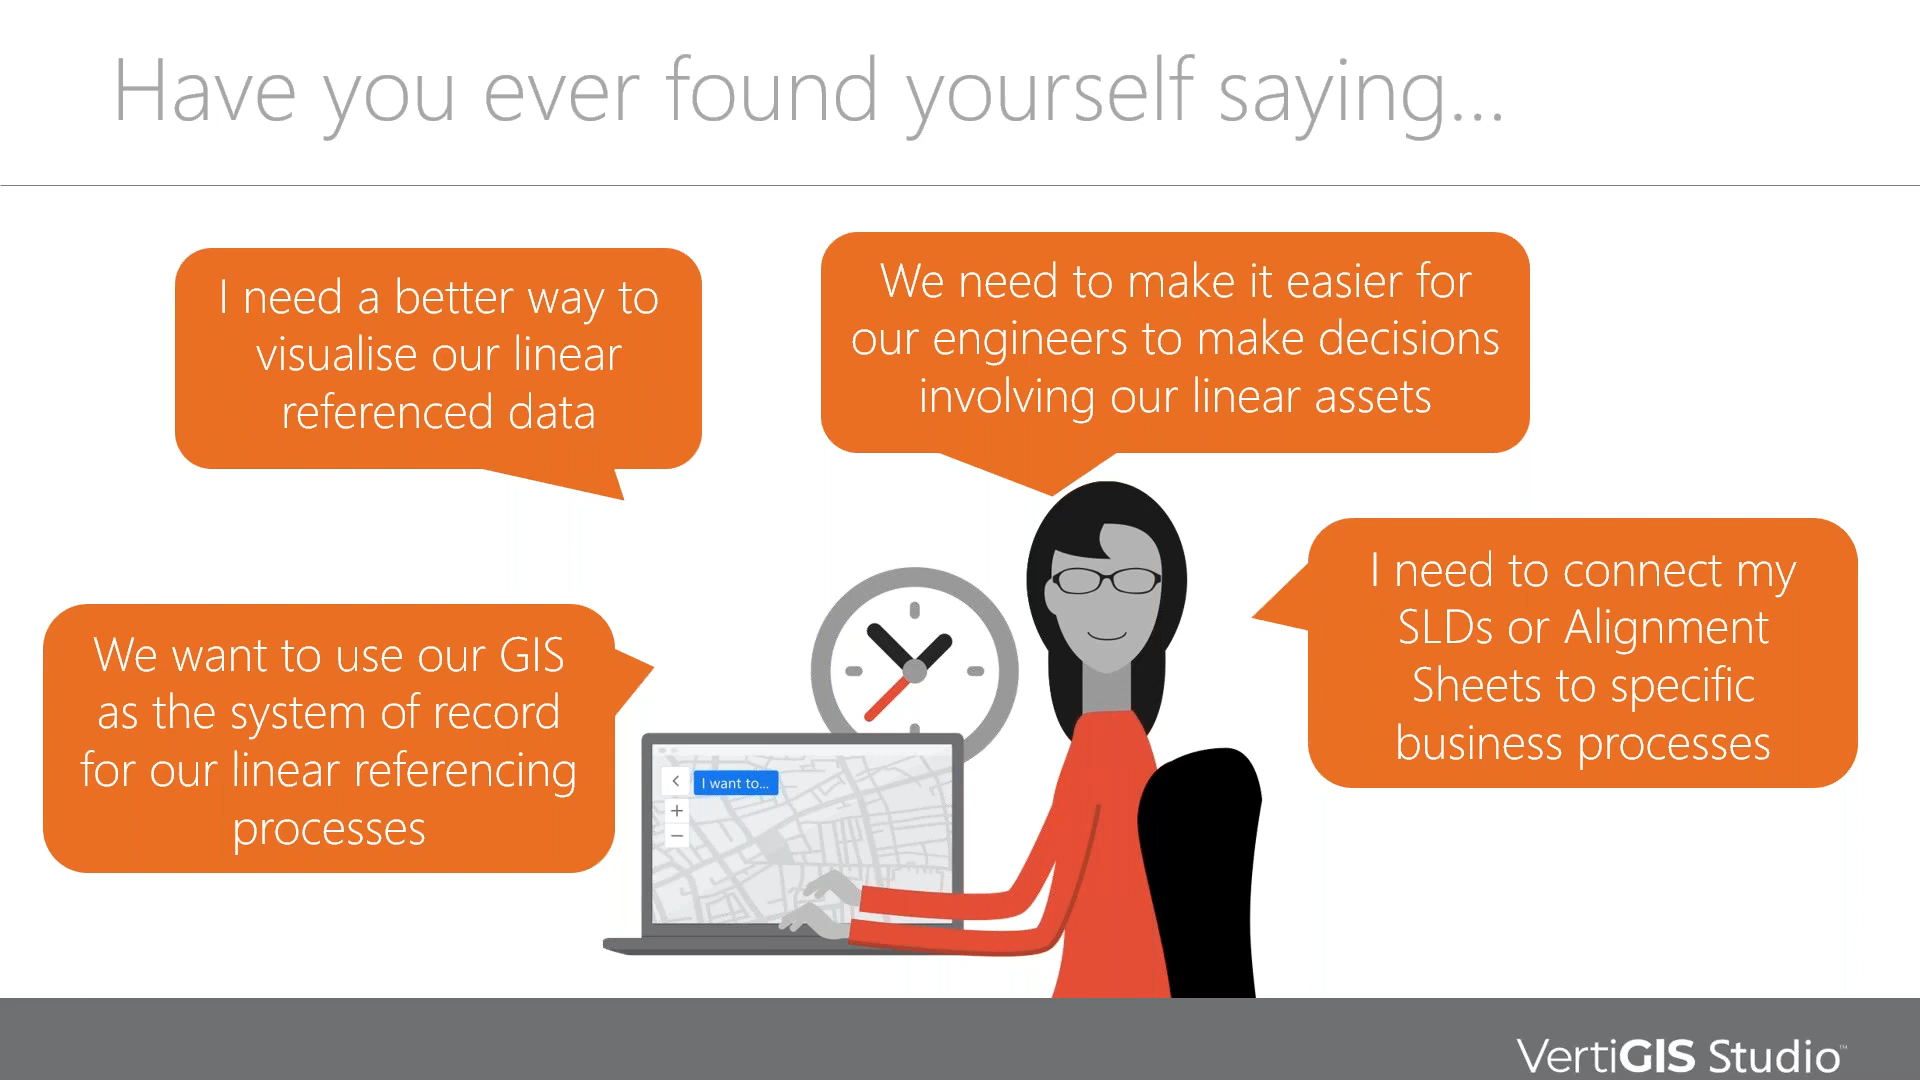 Have you ever found yourself saying...
I need a better way to
visualise our linear
referenced data
We need to make it easier for
our engineers to make decisions
involving our linear assets
We want to use our GIS
as the system of record
for our linear referencing
processes
I need to connect my
SLDs or Alignment
Sheets to specific
business processes
I want to...
VertiGIS Studio™